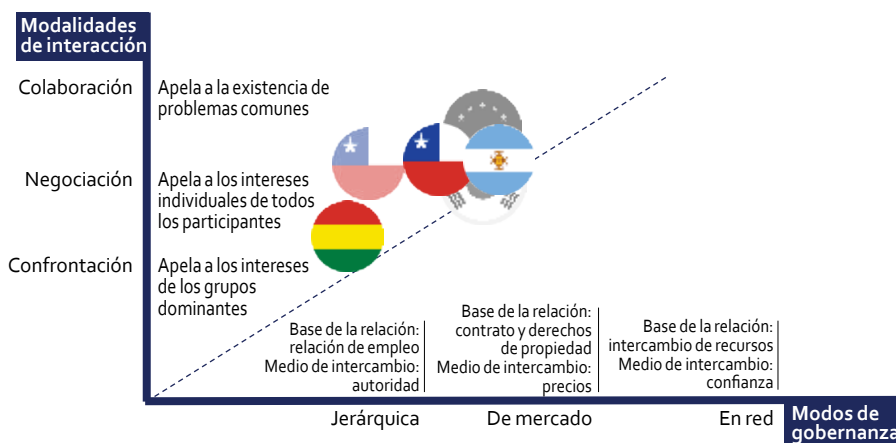 Modalidades
de interacción
Colaboración
Apela a la existencia de
problemas comunes
Negociación
Apela a los intereses
individuales de todos
los participantes
Confrontación
Apela a los intereses
de los grupos
dominantes
Base de la relación:
relación de empleo
Medio de intercambio:
autoridad
Base de la relación:
contrato y derechos
de propiedad
Medio de intercambio:
precios
Base de la relación:
intercambio de recursos
Medio de intercambio:
confianza
Jerárquica
De mercado
En red
Modos de
gobernanza